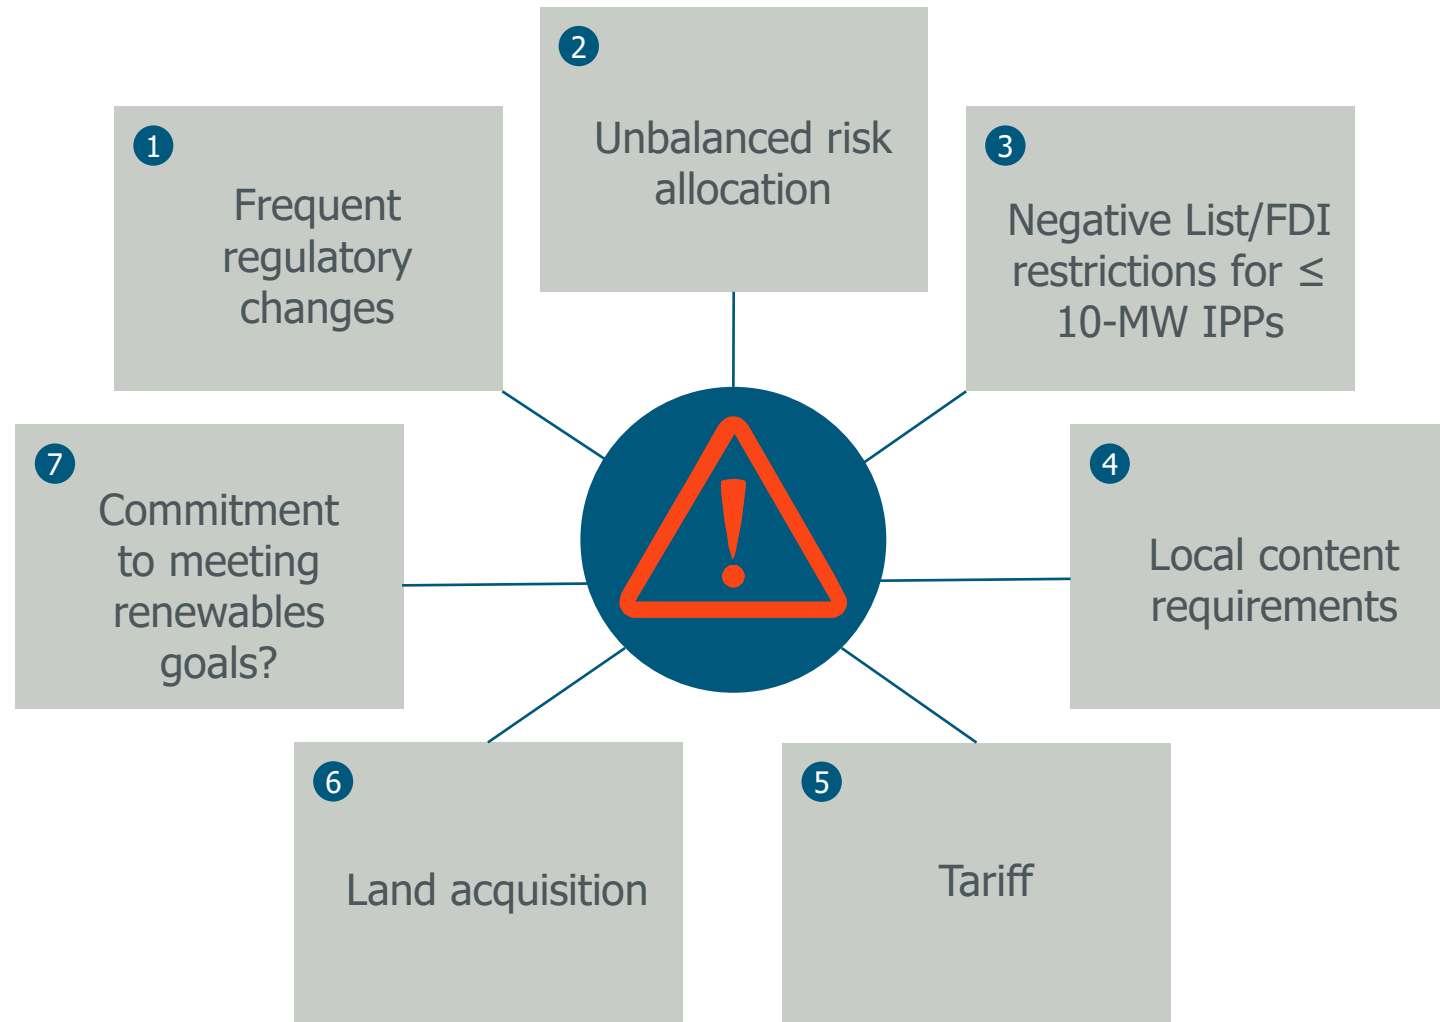 1
Frequent
regulatory
changes
2
Unbalanced risk
allocation
3
Negative List/FDI
restrictions for ≤
10-MW IPPs
4
Local content
requirements
5
Tariff
6
Land acquisition
7
Commitment
to meeting
renewables
goals?